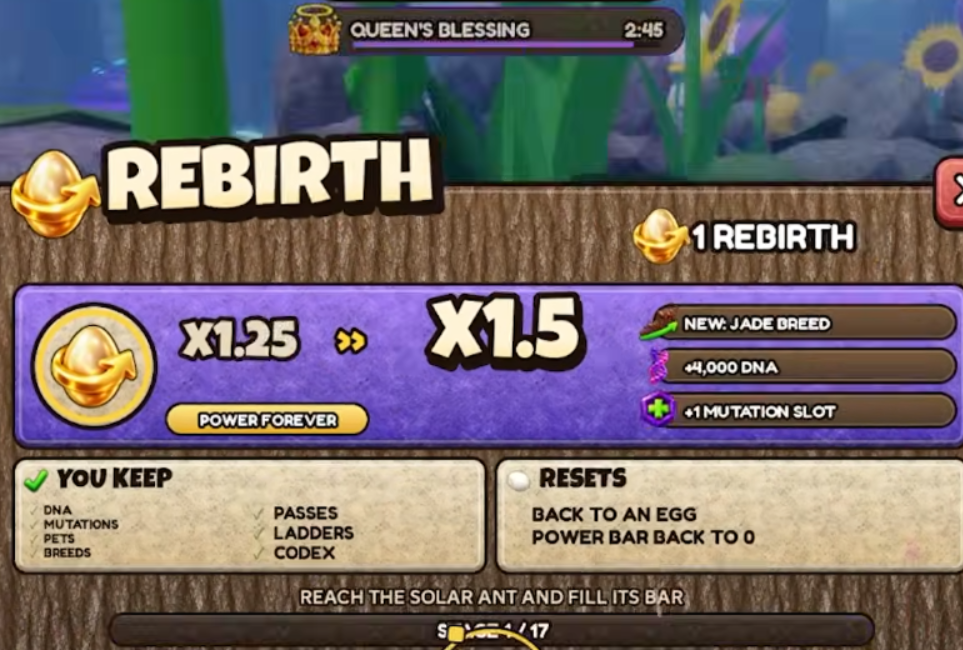 QUEEN'S BLESSING 2:45
REBIRTH
1 REBIRTH
X1.25 » X1.5
POWER FOREVER
NEW: JADE BREED
+4,000 DNA
+1 MUTATION SLOT
YOU KEEP
DNA
MUTATIONS
PETS
BREEDS
PASSES
LADDERS
CODEX
RESETS
BACK TO AN EGG
POWER BAR BACK TO 0
REACH THE SOLAR ANT AND FILL ITS BAR
STAGE 1 / 17